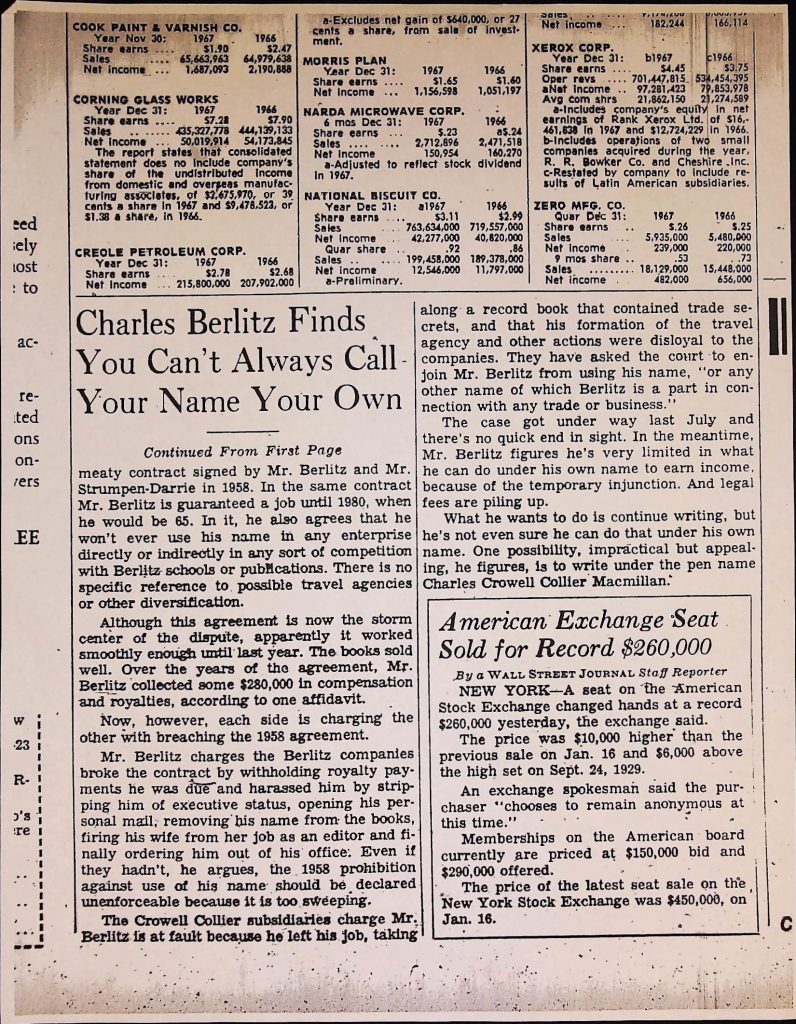 COOK PAINT & VARNISH CO.
Year Nov 30: 1967 1966
Share earns .... $1.90 $2.47
Sales ........ 65,663,963 64,979,638
Net income .... 1,687,093 2,190,888
CORNING GLASS WORKS
Year Dec 31: 1967 1966
Share earns .... $7.28 $7.90
Sales ....... 435,327,778 444,139,133
Net Income ... 50,019,914 54,173,845
The report states that consolidated
statement does no include company's
share of the undistributed income
from domestic and overseas manufac-
turing associates, of $2,675,970, or 39
cents a share in 1967 and $9,478,523, or
$1.38 a share, in 1966.
CREOLE PETROLEUM CORP.
Year Dec 31: 1967 1966
Share earns .... $2.78 $2.68
Net Income ... 215,800,000 207,902,000
a-Excludes net gain of $640,000, or 27
cents a share, from sale of invest-
ment.
MORRIS PLAN
Year Dec 31: 1967 1966
Share earns .... $1.65 $1.60
Net Income .... 1,156,598 1,051,197
NARDA MICROWAVE CORP.
6 mos Dec 31: 1967 1966
Share earns .... $.23 a$.24
Sales ........ 2,712,896 2,471,518
Net Income 150,954 160,270
a-Adjusted to reflect stock dividend
in 1967.
NATIONAL BISCUIT CO.
Year Dec 31: a1967 1966
Share earns .... $3.11 $2.99
Sales 763,634,000 719,557,000
Net Income .. 42,277,000 40,820,000
Quar share .. .92 .86
Sales .. .. 199,458,000 189,378,000
Net Income 12,546,000 11,797,000
a-Preliminary.
Net income ... 182,244 166,114
XEROX CORP.
Year Dec 31: b1967 c1966
Share earns .... $4.45 $3.75
Oper revs .... 701,447,815 534,454,395
aNet Income .. 97,281,423 79,853,978
Avg com shrs 21,862,150 21,274,589
a-Includes company's equity in net
earnings of Rank Xerox Ltd. of $16,-
461,838 in 1967 and $12,724,229 in 1966.
b-Includes operations of two small
companies acquired during the year,
R. R. Bowker Co. and Cheshire Inc.
c-Restated by company to include re-
sults of Latin American subsidiaries.
ZERO MFG. CO.
Quar Dec 31: 1967 1966
Share earns .. $.26 $.25
Sales 5,935,000 5,480,000
Net Income 239,000 220,000
9 mos share .. .53 .73
Sales ......... 18,129,000 15,448,000
Net income 482,000 656,000
Charles Berlitz Finds
You Can't Always Call
Your Name Your Own
Continued From First Page
meaty contract signed by Mr. Berlitz and Mr.
Strumpen-Darrie in 1958. In the same contract
Mr. Berlitz is guaranteed a job until 1980, when
he would be 65. In it, he also agrees that he
won't ever use his name in any enterprise
directly or indirectly in any sort of competition
with Berlitz schools or publications. There is no
specific reference to possible travel agencies
or other diversification.
Although this agreement is now the storm
center of the dispute, apparently it worked
smoothly enough until last year. The books sold
well. Over the years of the agreement, Mr.
Berlitz collected some $280,000 in compensation
and royalties, according to one affidavit.
Now, however, each side is charging the
other with breaching the 1958 agreement.
Mr. Berlitz charges the Berlitz companies
broke the contract by withholding royalty pay-
ments he was due and harassed him by strip-
ping him of executive status, opening his per-
sonal mail, removing his name from the books,
firing his wife from her job as an editor and fi-
nally ordering him out of his office. Even if
they hadn't, he argues, the 1958 prohibition
against use of his name should be declared
unenforceable because it is too sweeping.
The Crowell Collier subsidiaries charge Mr.
Berlitz is at fault because he left his job, taking
along a record book that contained trade se-
crets, and that his formation of the travel
agency and other actions were disloyal to the
companies. They have asked the court to en-
join Mr. Berlitz from using his name, "or any
other name of which Berlitz is a part in con-
nection with any trade or business."
The case got under way last July and
there's no quick end in sight. In the meantime,
Mr. Berlitz figures he's very limited in what
he can do under his own name to earn income,
because of the temporary injunction. And legal
fees are piling up.
What he wants to do is continue writing, but
he's not even sure he can do that under his own
name. One possibility, impractical but appeal-
ing, he figures, is to write under the pen name
Charles Crowell Collier Macmillan.
American Exchange Seat
Sold for Record $260,000
By a WALL STREET JOURNAL Staff Reporter
NEW YORK—A seat on the American
Stock Exchange changed hands at a record
$260,000 yesterday, the exchange said.
The price was $10,000 higher than the
previous sale on Jan. 16 and $6,000 above
the high set on Sept. 24, 1929.
An exchange spokesman said the pur-
chaser "chooses to remain anonymous at
this time."
Memberships on the American board
currently are priced at $150,000 bid and
$290,000 offered.
The price of the latest seat sale on the
New York Stock Exchange was $450,000, on
Jan. 16.
eed
ely
ost
to
ac-
re-
ted
ons
on-
vers
EE
W
23
R-
o's
ere
C